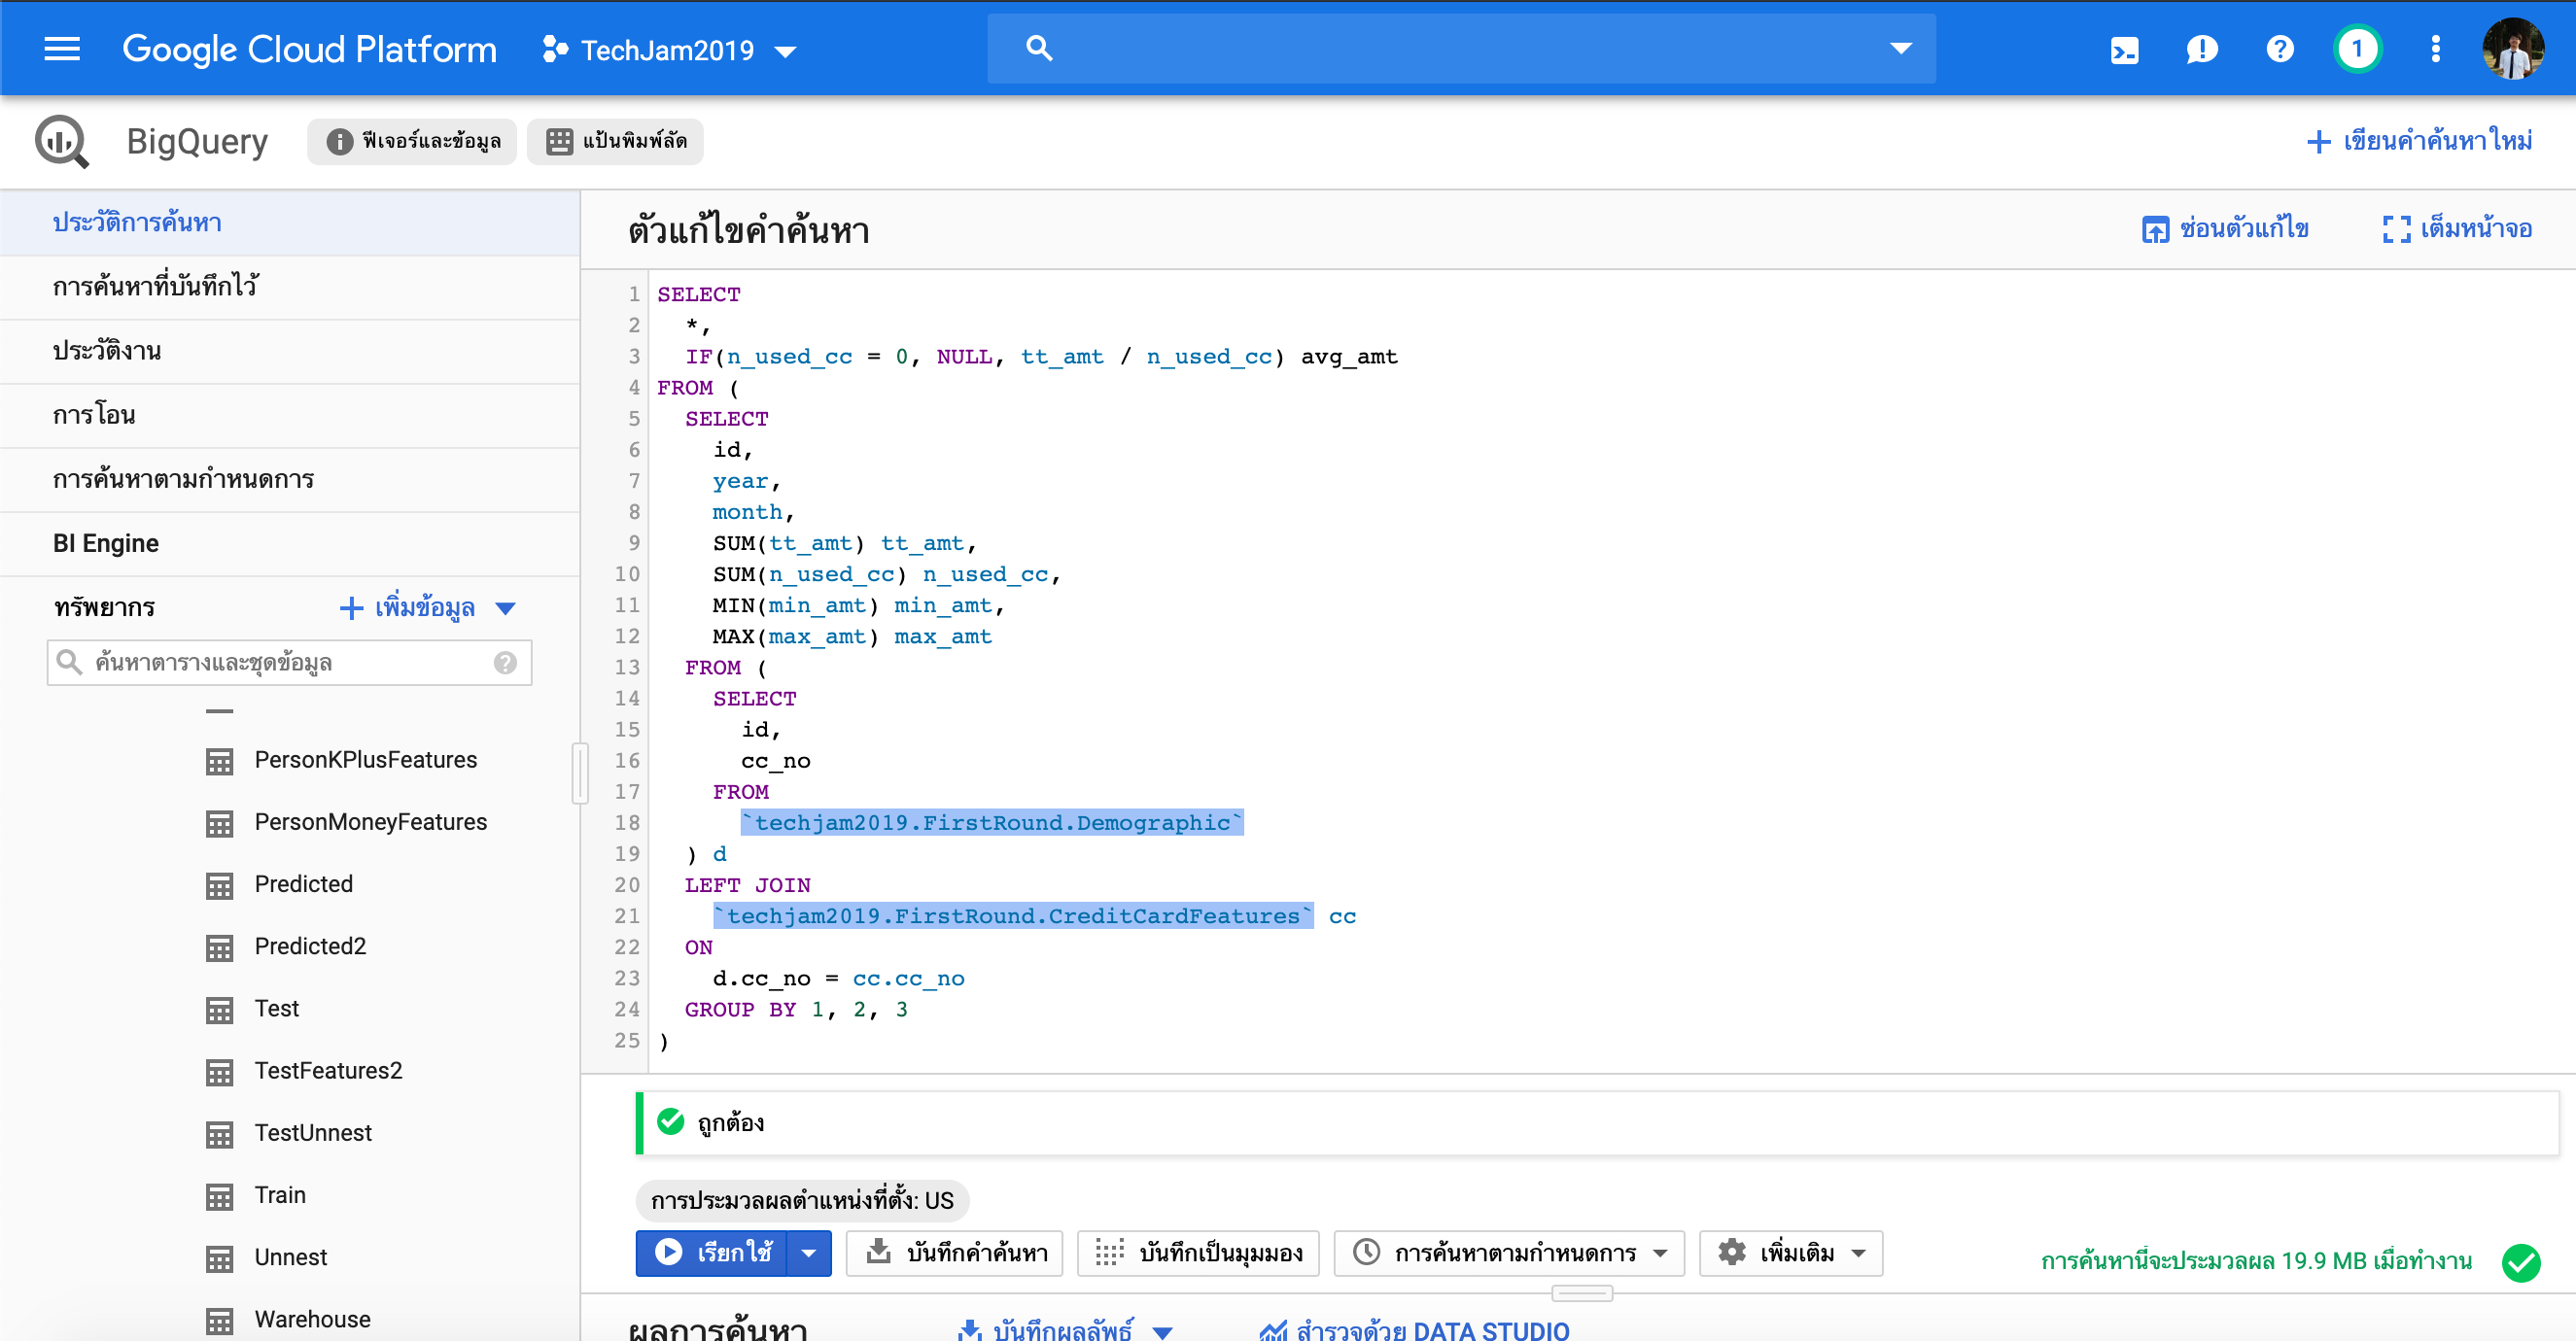 Google Cloud Platform
TechJam2019
1
BigQuery
ฟีเจอร์และข้อมูล
แป้นพิมพ์ลัด
เขียนคำค้นหาใหม่
ประวัติการค้นหา
การค้นหาที่บันทึกไว้
ประวัติงาน
การโอน
การค้นหาตามกำหนดการ
BI Engine
ทรัพยากร
เพิ่มข้อมูล
ค้นหาตารางและชุดข้อมูล
PersonKPlusFeatures
PersonMoneyFeatures
Predicted
Predicted2
Test
TestFeatures2
TestUnnest
Train
Unnest
Warehouse
ตัวแก้ไขคำค้นหา
ซ่อนตัวแก้ไข
เต็มหน้าจอ
1 SELECT
2 *,
3 IF(n_used_cc = 0, NULL, tt_amt / n_used_cc) avg_amt
4 FROM (
5 SELECT
6 id,
7 year,
8 month,
9 SUM(tt_amt) tt_amt,
10 SUM(n_used_cc) n_used_cc,
11 MIN(min_amt) min_amt,
12 MAX(max_amt) max_amt
13 FROM (
14 SELECT
15 id,
16 cc_no
17 FROM
18 `techjam2019.FirstRound.Demographic`
19 ) d
20 LEFT JOIN
21 `techjam2019.FirstRound.CreditCardFeatures` cc
22 ON
23 d.cc_no = cc.cc_no
24 GROUP BY 1, 2, 3
25 )
ถูกต้อง
การประมวลผลตำแหน่งที่ตั้ง: US
เรียกใช้
บันทึกคำค้นหา
บันทึกเป็นมุมมอง
การค้นหาตามกำหนดการ
เพิ่มเติม
การค้นหานี้จะประมวลผล 19.9 MB เมื่อทำงาน
ผลการค้นหา
บันทึกผลลัพธ์
สำรวจด้วย DATA STUDIO